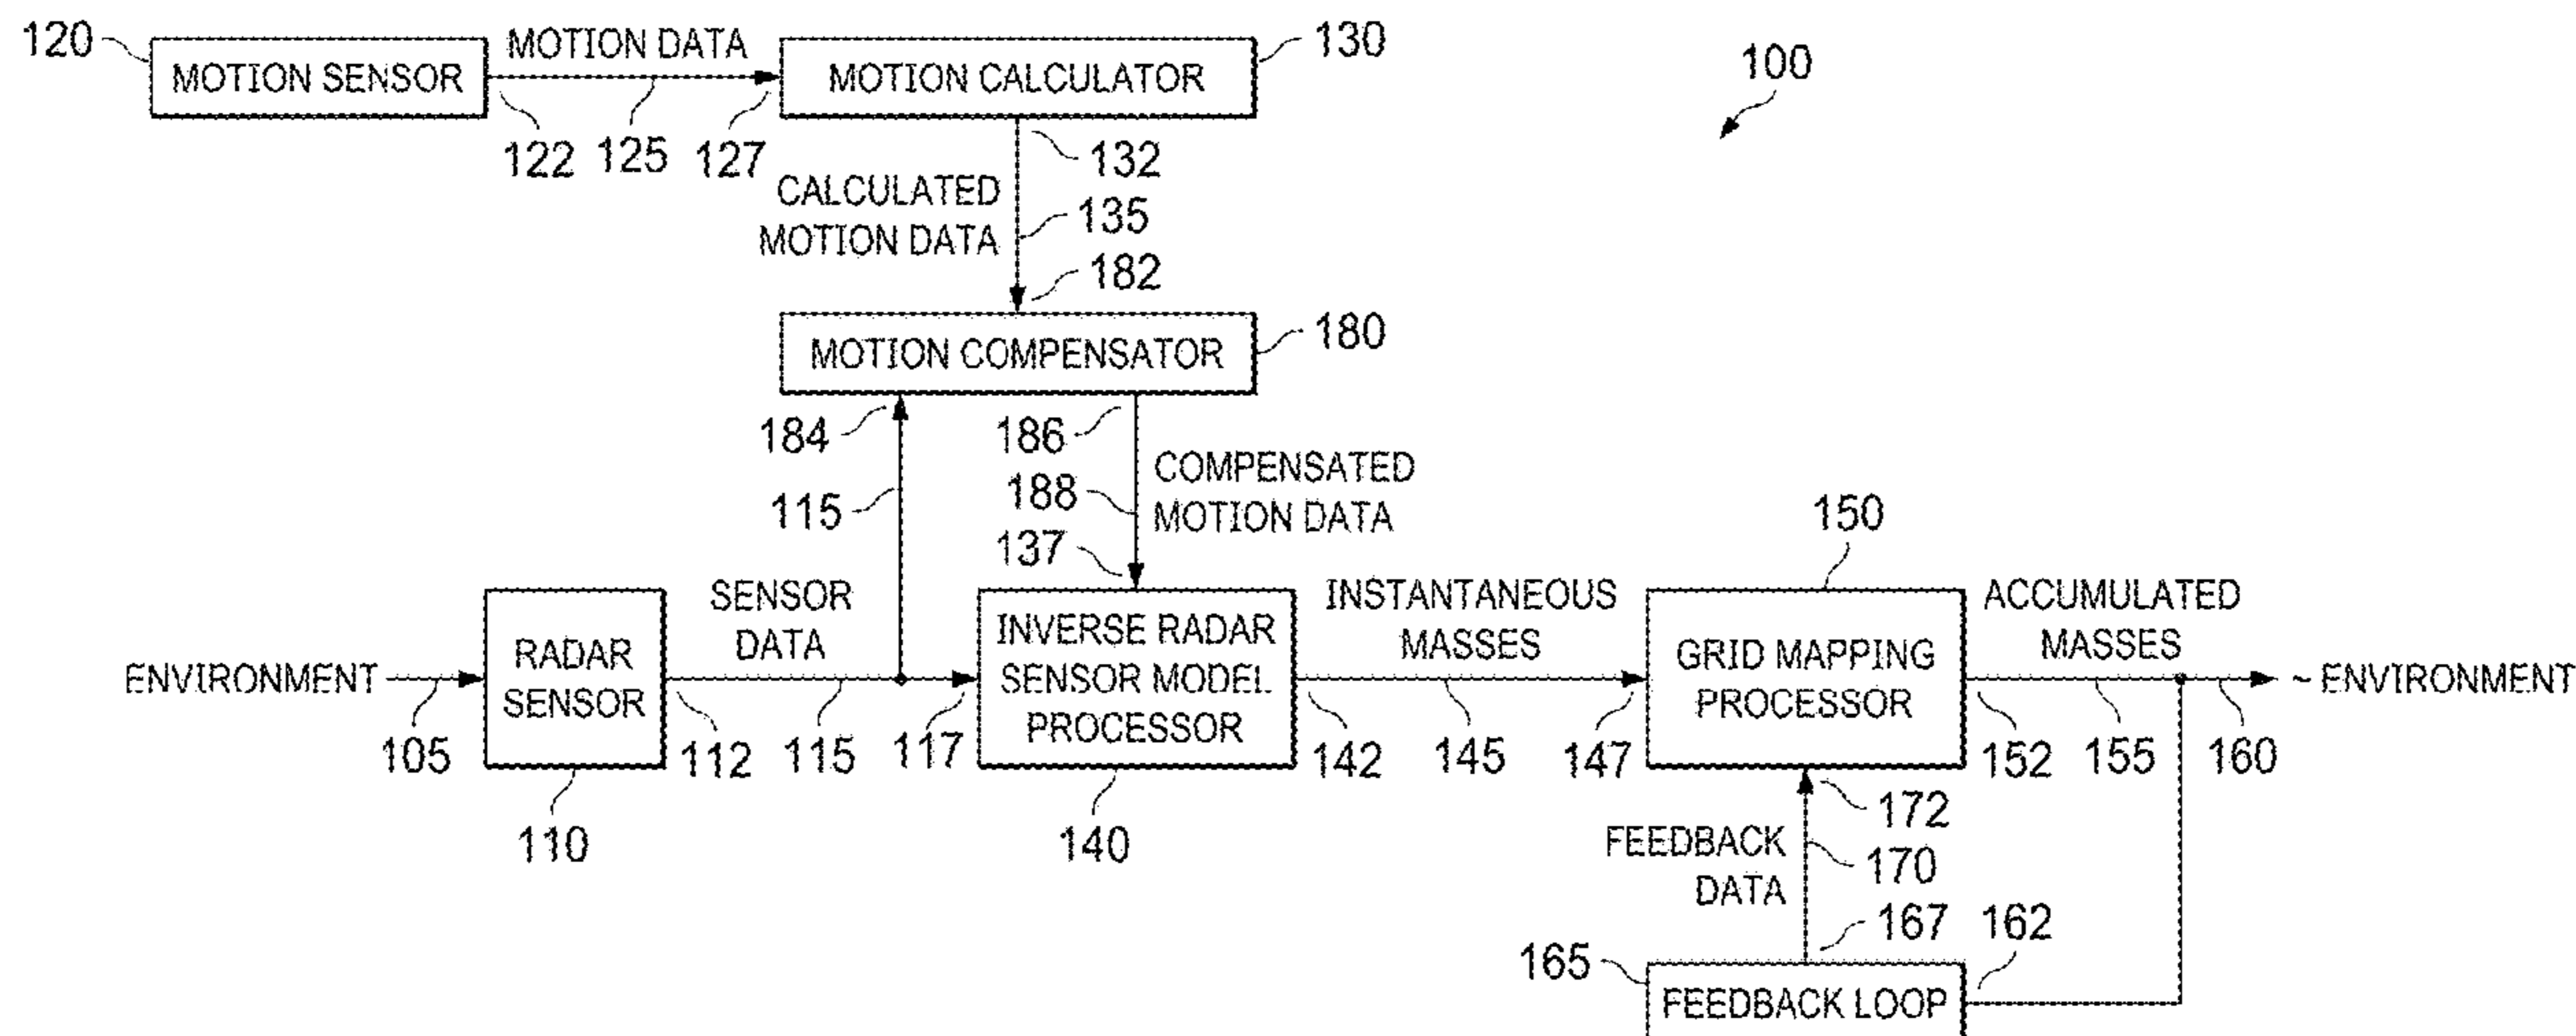 120
MOTION SENSOR
MOTION DATA
122
125
127
MOTION CALCULATOR
130
100
132
CALCULATED
MOTION DATA
135
182
MOTION COMPENSATOR
180
184
186
115
188
COMPENSATED
MOTION DATA
137
ENVIRONMENT
105
RADAR
SENSOR
110
SENSOR
DATA
112
115
117
INVERSE RADAR
SENSOR MODEL
PROCESSOR
140
INSTANTANEOUS
MASSES
142
145
147
150
GRID MAPPING
PROCESSOR
ACCUMULATED
MASSES
152
155
160
~ ENVIRONMENT
172
FEEDBACK
DATA
170
167
162
165
FEEDBACK LOOP